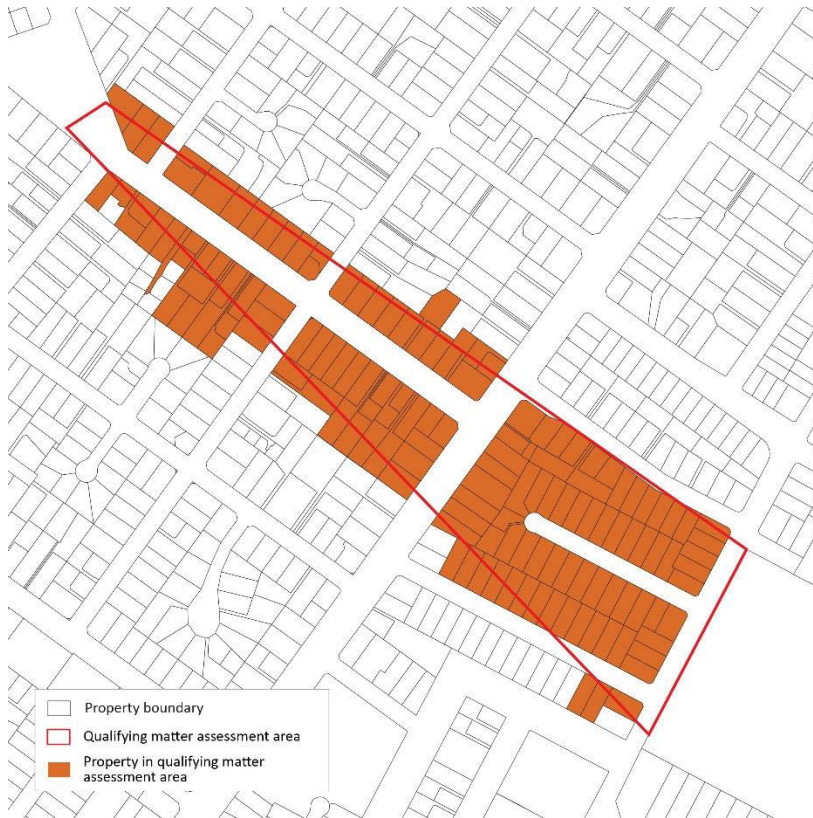 Property boundary
Qualifying matter assessment area
Property in qualifying matter
assessment area